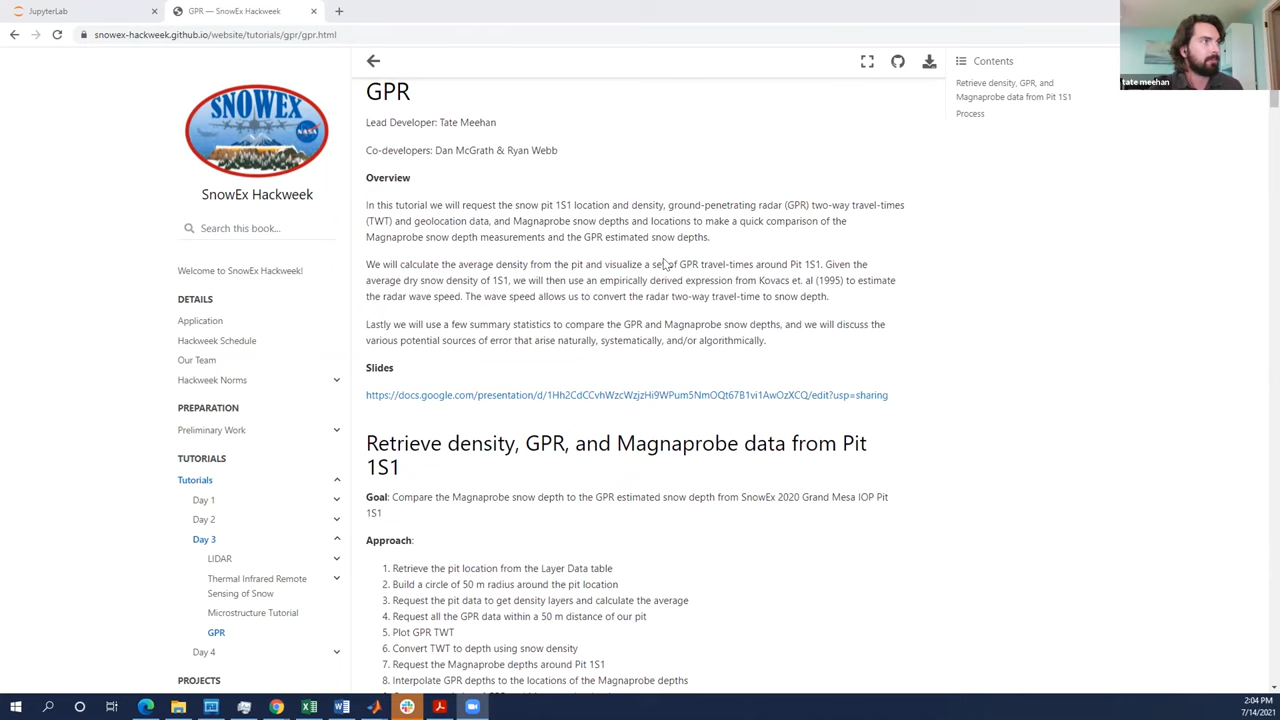 JupyterLab
GPR — SnowEx Hackweek
snowex-hackweek.github.io/website/tutorials/gpr/gpr.html
tate meehan
SNOWEX
NASA
SnowEx Hackweek
Search this book...
Welcome to SnowEx Hackweek!
DETAILS
Application
Hackweek Schedule
Our Team
Hackweek Norms
PREPARATION
Preliminary Work
TUTORIALS
Tutorials
Day 1
Day 2
Day 3
LIDAR
Thermal Infrared Remote
Sensing of Snow
Microstructure Tutorial
GPR
Day 4
PROJECTS
GPR
Lead Developer: Tate Meehan
Co-developers: Dan McGrath & Ryan Webb
Overview
In this tutorial we will request the snow pit 1S1 location and density, ground-penetrating radar (GPR) two-way travel-times
(TWT) and geolocation data, and Magnaprobe snow depths and locations to make a quick comparison of the
Magnaprobe snow depth measurements and the GPR estimated snow depths.
We will calculate the average density from the pit and visualize a set of GPR travel-times around Pit 1S1. Given the
average dry snow density of 1S1, we will then use an empirically derived expression from Kovacs et. al (1995) to estimate
the radar wave speed. The wave speed allows us to convert the radar two-way travel-time to snow depth.
Lastly we will use a few summary statistics to compare the GPR and Magnaprobe snow depths, and we will discuss the
various potential sources of error that arise naturally, systematically, and/or algorithmically.
Slides
https://docs.google.com/presentation/d/1Hh2CdCCvhWzcWzjzHi9WPum5NmOQt67B1vi1AwOzXCQ/edit?usp=sharing
Retrieve density, GPR, and Magnaprobe data from Pit
1S1
Goal: Compare the Magnaprobe snow depth to the GPR estimated snow depth from SnowEx 2020 Grand Mesa IOP Pit
1S1
Approach:
1. Retrieve the pit location from the Layer Data table
2. Build a circle of 50 m radius around the pit location
3. Request the pit data to get density layers and calculate the average
4. Request all the GPR data within a 50 m distance of our pit
5. Plot GPR TWT
6. Convert TWT to depth using snow density
7. Request the Magnaprobe depths around Pit 1S1
8. Interpolate GPR depths to the locations of the Magnaprobe depths
Contents
Retrieve density, GPR, and
Magnaprobe data from Pit 1S1
Process
2:04 PM
7/14/2021